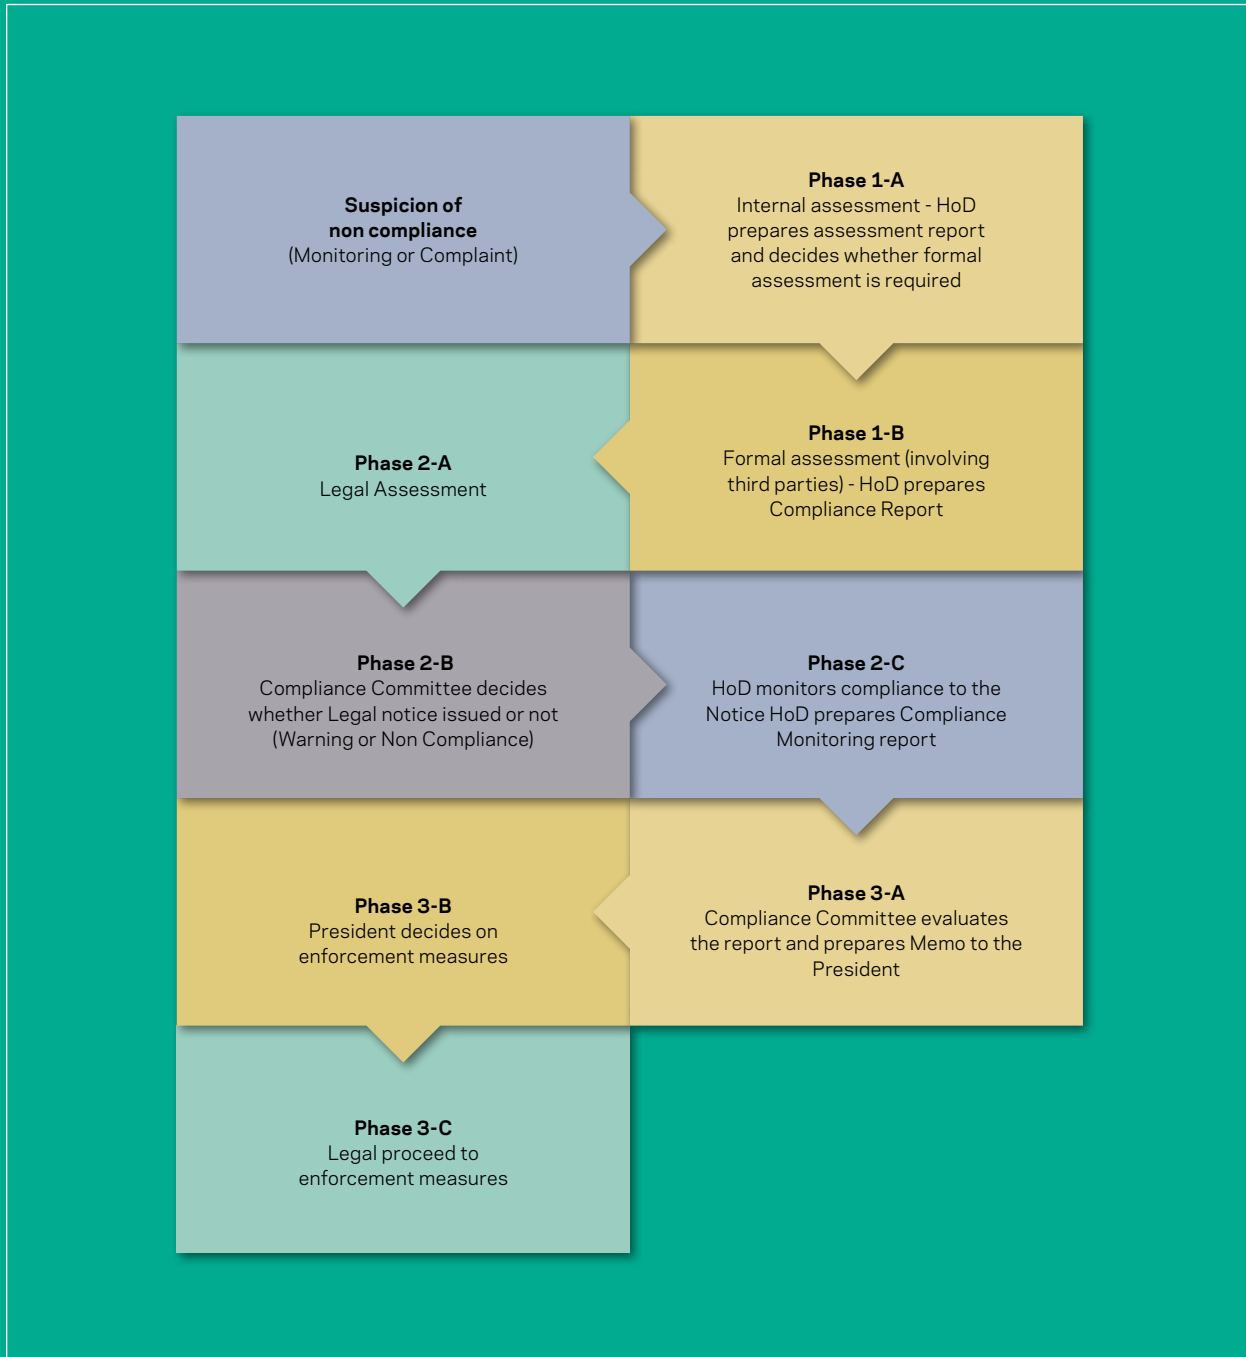 Suspicion of
non compliance
(Monitoring or Complaint)
Phase 1-A
Internal assessment - HoD
prepares assessment report
and decides whether formal
assessment is required
Phase 1-B
Formal assessment (involving
third parties) - HoD prepares
Compliance Report
Phase 2-A
Legal Assessment
Phase 2-B
Compliance Committee decides
whether Legal notice issued or not
(Warning or Non Compliance)
Phase 2-C
HoD monitors compliance to the
Notice HoD prepares Compliance
Monitoring report
Phase 3-A
Compliance Committee evaluates
the report and prepares Memo to the
President
Phase 3-B
President decides on
enforcement measures
Phase 3-C
Legal proceed to
enforcement measures